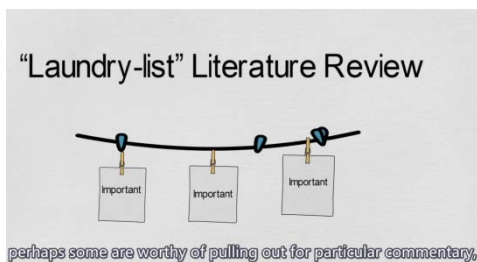 “Laundry-list” Literature Review
Important
Important
Important
perhaps some are worthy of pulling out for particular commentary,